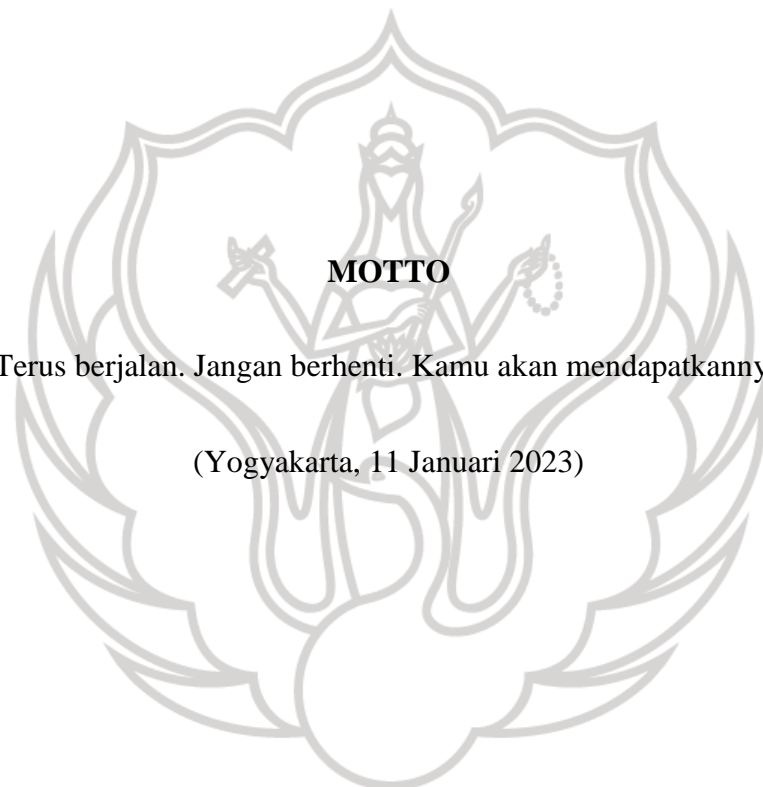 MOTTO
Terus berjalan. Jangan berhenti. Kamu akan mendapatkanny
(Yogyakarta, 11 Januari 2023)